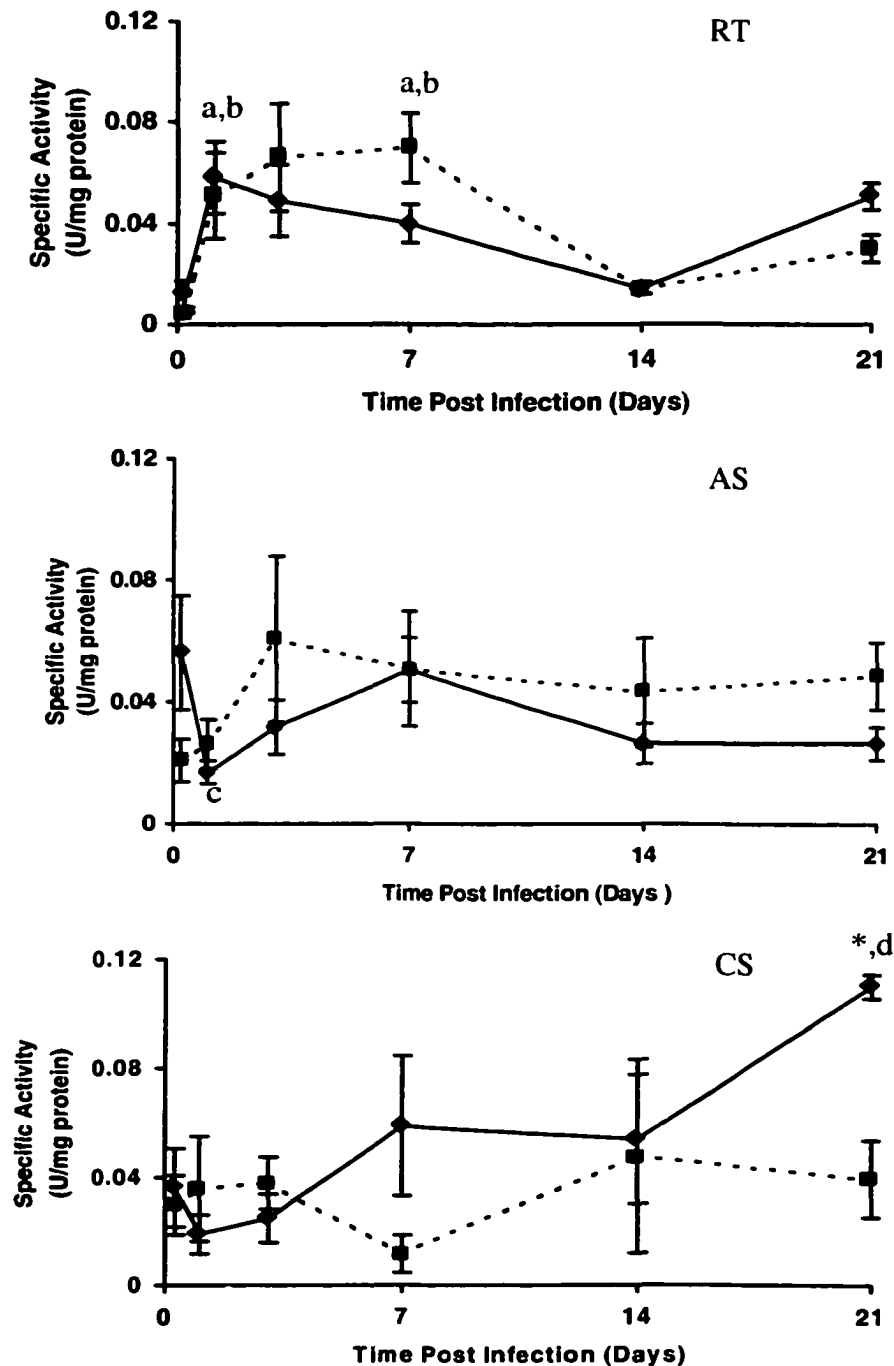 0.12
RT
a,b
a,b
0.08
0.04
0
Specific Activity
(U/mg protein)
0
7
14
21
Time Post Infection (Days)
0.12
AS
0.08
0.04
c
0
Specific Activity
(U/mg protein)
0
7
14
21
Time Post Infection (Days )
*,d
0.12
CS
0.08
0.04
0
Specific Activity
(U/mg protein)
0
7
14
21
Time Post Infection (Days)